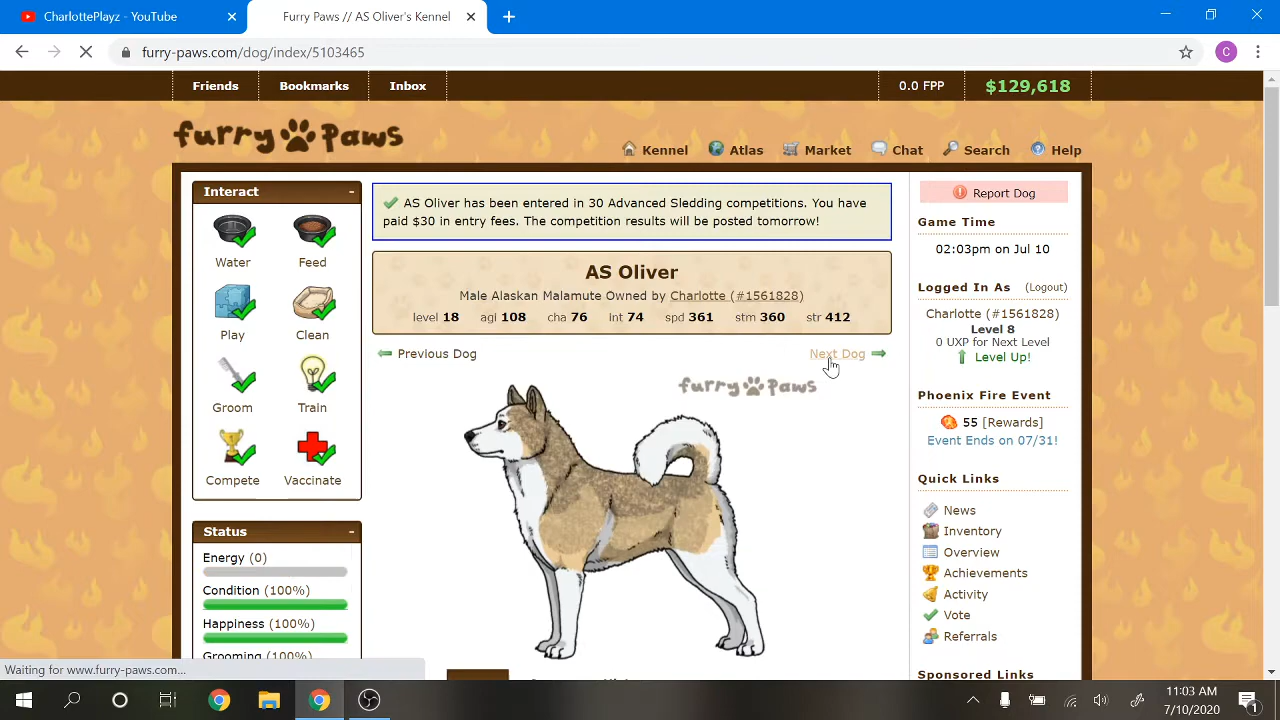 CharlottePlayz - YouTube
Furry Paws // AS Oliver's Kennel
furry-paws.com/dog/index/5103465
C
Friends
Bookmarks
Inbox
0.0 FPP
$129,618
furry paws
Kennel
Atlas
Market
Chat
Search
Help
Interact -
Water
Feed
Play
Clean
Groom
Train
Compete
Vaccinate
Status -
Energy (0)
Condition (100%)
Happiness (100%)
Grooming (100%)
AS Oliver has been entered in 30 Advanced Sledding competitions. You have
paid $30 in entry fees. The competition results will be posted tomorrow!
AS Oliver
Male Alaskan Malamute Owned by Charlotte (#1561828)
level 18 agi 108 cha 76 int 74 spd 361 stm 360 str 412
Previous Dog
Next Dog
furry paws
Report Dog
Game Time
02:03pm on Jul 10
Logged In As (Logout)
Charlotte (#1561828)
Level 8
0 UXP for Next Level
Level Up!
Phoenix Fire Event
55 [Rewards]
Event Ends on 07/31!
Quick Links
News
Inventory
Overview
Achievements
Activity
Vote
Referrals
Sponsored Links
Waiting for www.furry-paws.com...
11:03 AM
7/10/2020
1